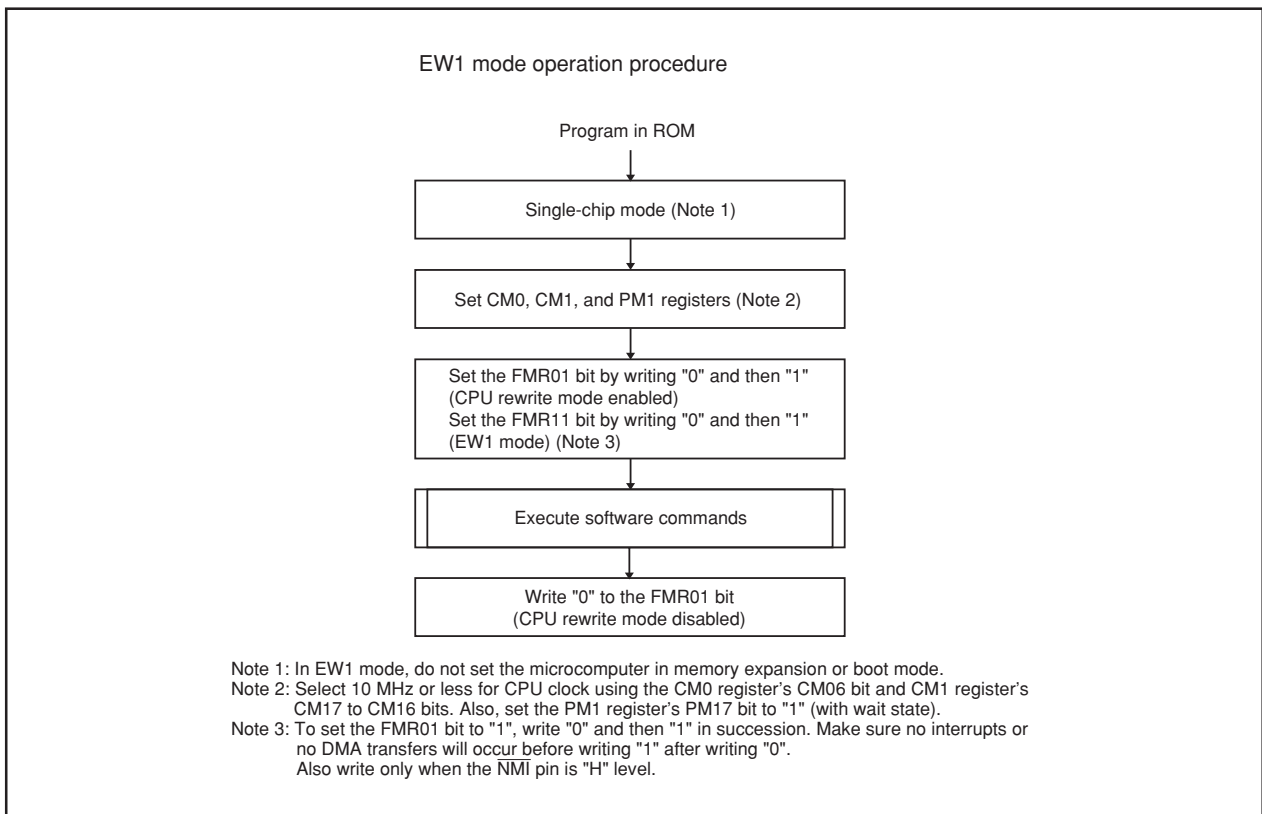 EW1 mode operation procedure
Program in ROM
Single-chip mode (Note 1)
Set CM0, CM1, and PM1 registers (Note 2)
Set the FMR01 bit by writing "0" and then "1"
(CPU rewrite mode enabled)
Set the FMR11 bit by writing "0" and then "1"
(EW1 mode) (Note 3)
Execute software commands
Write "0" to the FMR01 bit
(CPU rewrite mode disabled)
Note 1: In EW1 mode, do not set the microcomputer in memory expansion or boot mode.
Note 2: Select 10 MHz or less for CPU clock using the CM0 register's CM06 bit and CM1 register's
CM17 to CM16 bits. Also, set the PM1 register's PM17 bit to "1" (with wait state).
Note 3: To set the FMR01 bit to "1", write "0" and then "1" in succession. Make sure no interrupts or
no DMA transfers will occur before writing "1" after writing "0".
Also write only when the N̅M̅I̅ pin is "H" level.